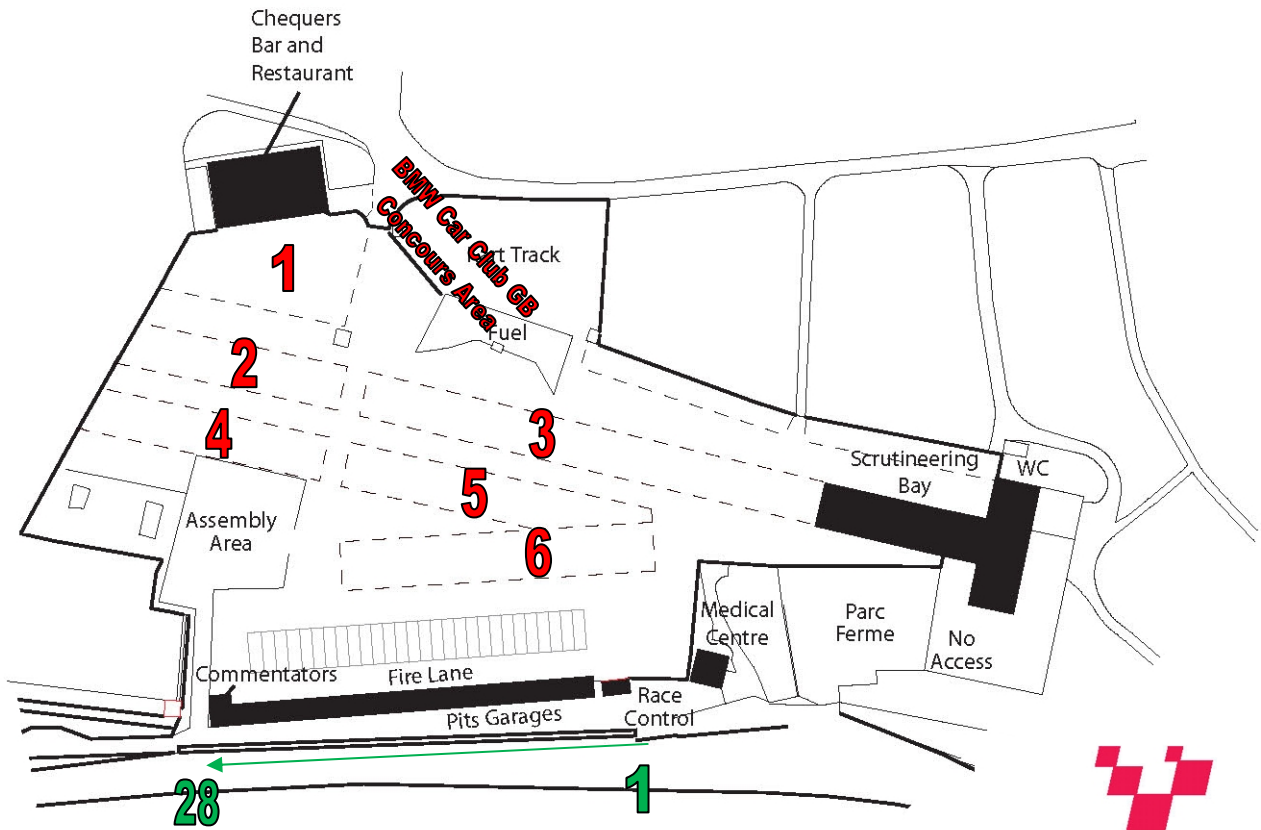 Chequers
Bar and
Restaurant
BMW Car Club GB
Concours Area
Track
Fuel
1
2
4
3
5
6
Scrutineering
Bay
WC
Assembly
Area
Medical
Centre
Parc
Ferme
No
Access
Commentators
Fire Lane
Pits Garages
Race
Control
28
1